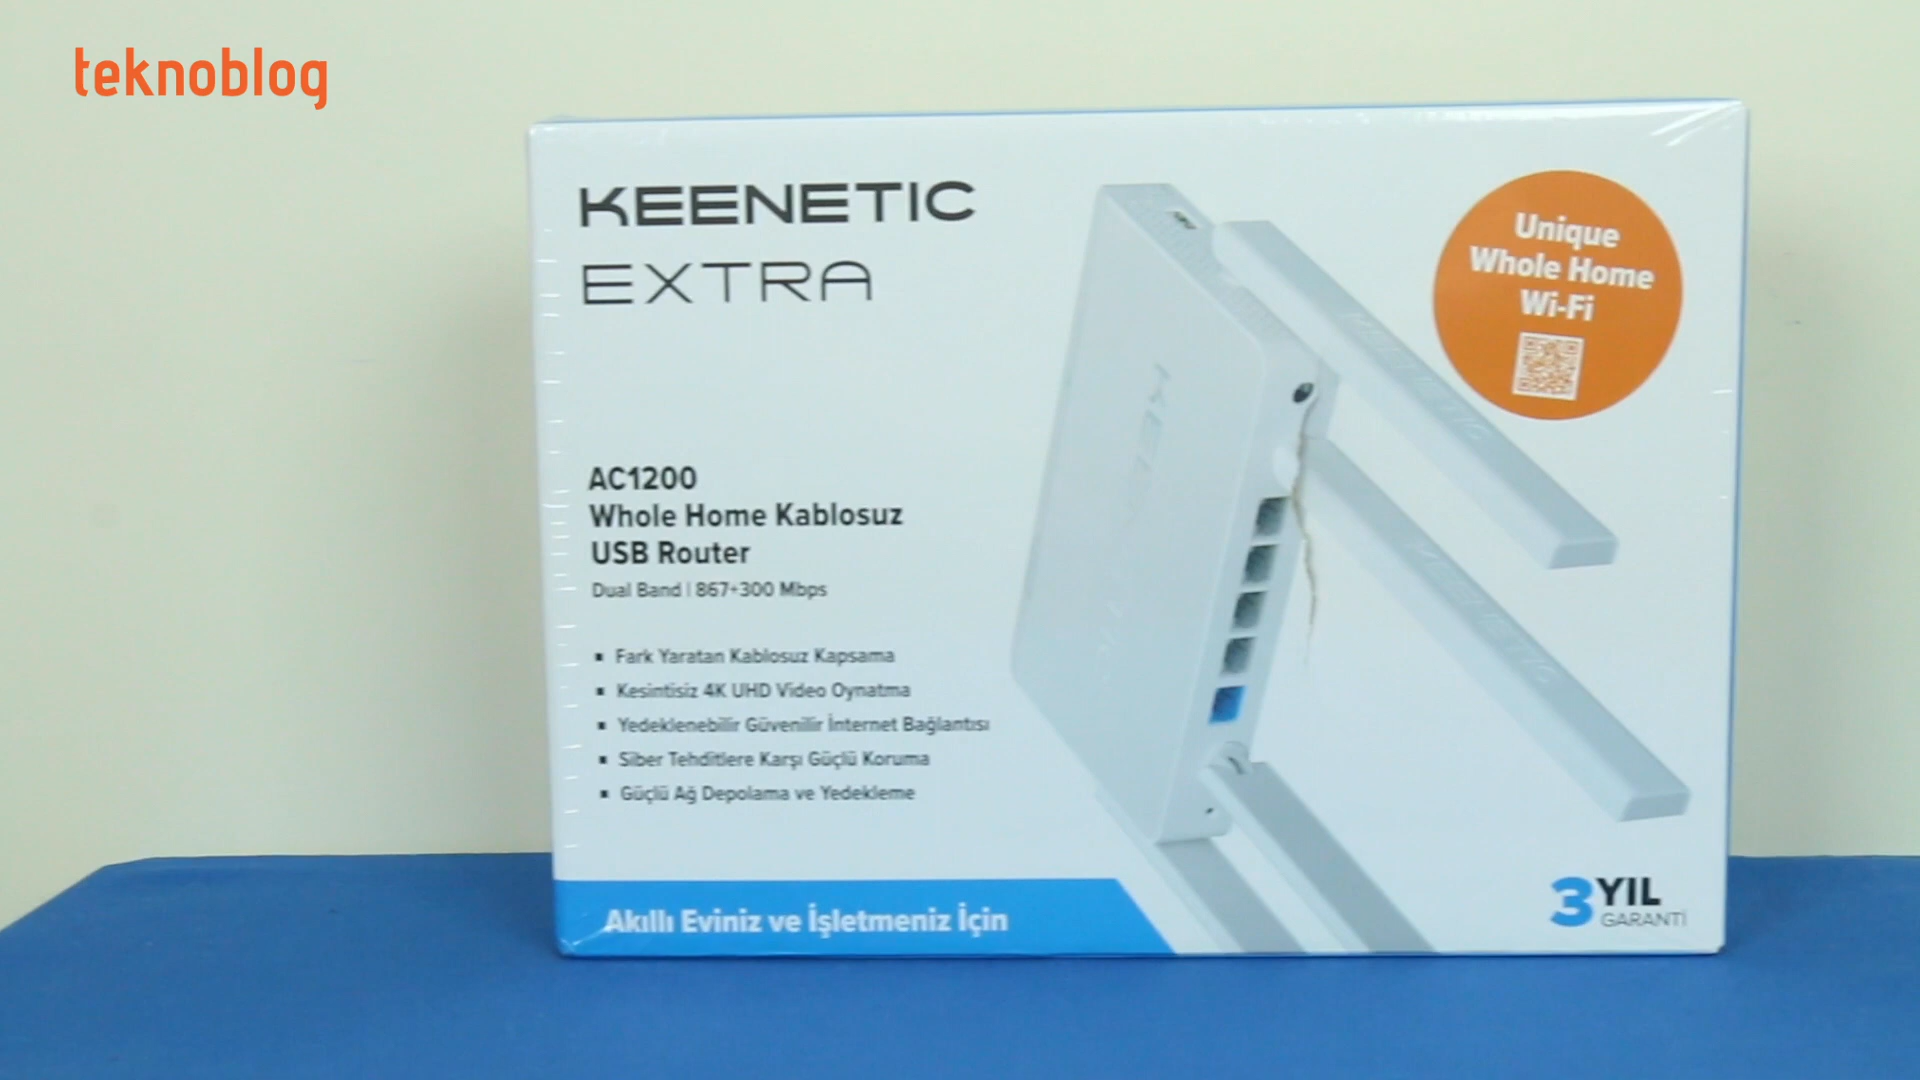 teknoblog
KEENETIC
EXTRA
Unique
Whole Home
Wi-Fi
AC1200
Whole Home Kablosuz
USB Router
Dual Band | 867+300 Mbps
▪ Fark Yaratan Kablosuz Kapsama
▪ Kesintisiz 4K UHD Video Oynatma
▪ Yedeklenebilir Güvenilir İnternet Bağlantısı
▪ Siber Tehditlere Karşı Güçlü Koruma
▪ Güçlü Ağ Depolama ve Yedekleme
Akıllı Eviniz ve İşletmeniz İçin
3 YIL
GARANTİ
KEENETIC
KEENETIC